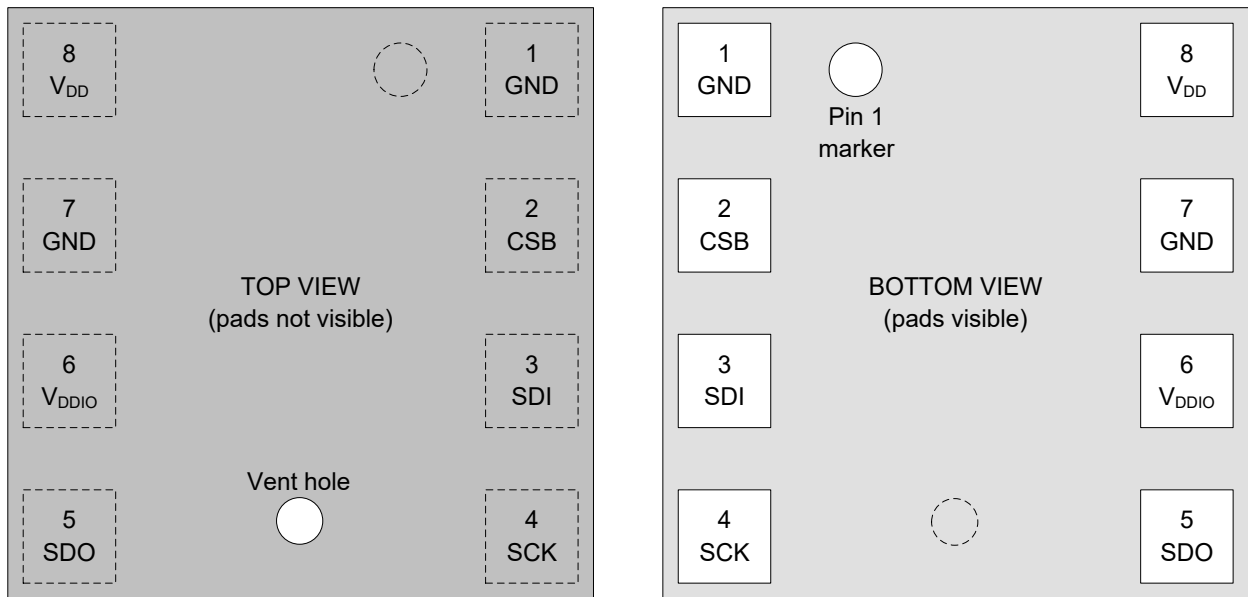 8
VDD
1
GND
7
GND
2
CSB
TOP VIEW
(pads not visible)
6
VDDIO
3
SDI
Vent hole
5
SDO
4
SCK
1
GND
Pin 1
marker
8
VDD
2
CSB
7
GND
BOTTOM VIEW
(pads visible)
3
SDI
6
VDDIO
4
SCK
5
SDO